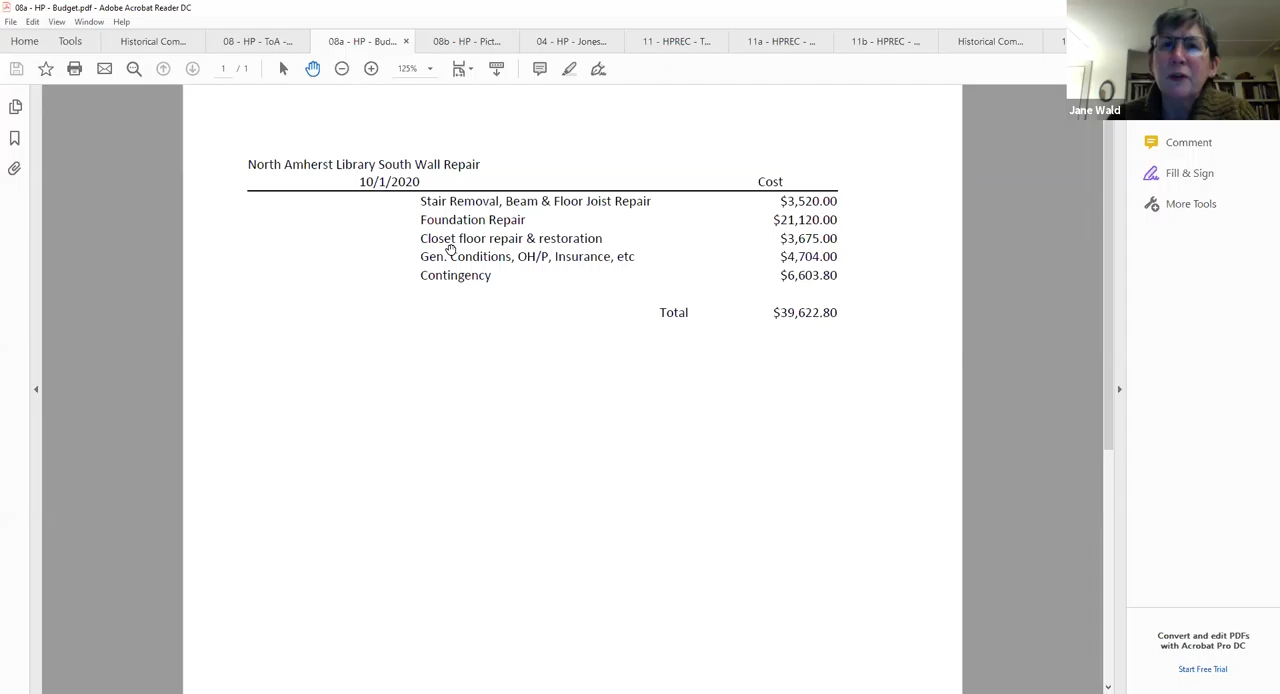 08a - HP - Budget.pdf - Adobe Acrobat Reader DC
File Edit View Window Help
Home Tools Historical Com... 08 - HP - ToA -... 08a - HP - Bud... × 08b - HP - Pict... 04 - HP - Jones... 11 - HPREC - T... 11a - HPREC - ... 11b - HPREC - ... Historical Com... 1
1 / 1 125%
Jane Wald
Comment
Fill & Sign
More Tools
North Amherst Library South Wall Repair
10/1/2020 Cost
Stair Removal, Beam & Floor Joist Repair $3,520.00
Foundation Repair $21,120.00
Closet floor repair & restoration $3,675.00
Gen. Conditions, OH/P, Insurance, etc $4,704.00
Contingency $6,603.80
Total $39,622.80
Convert and edit PDFs
with Acrobat Pro DC
Start Free Trial